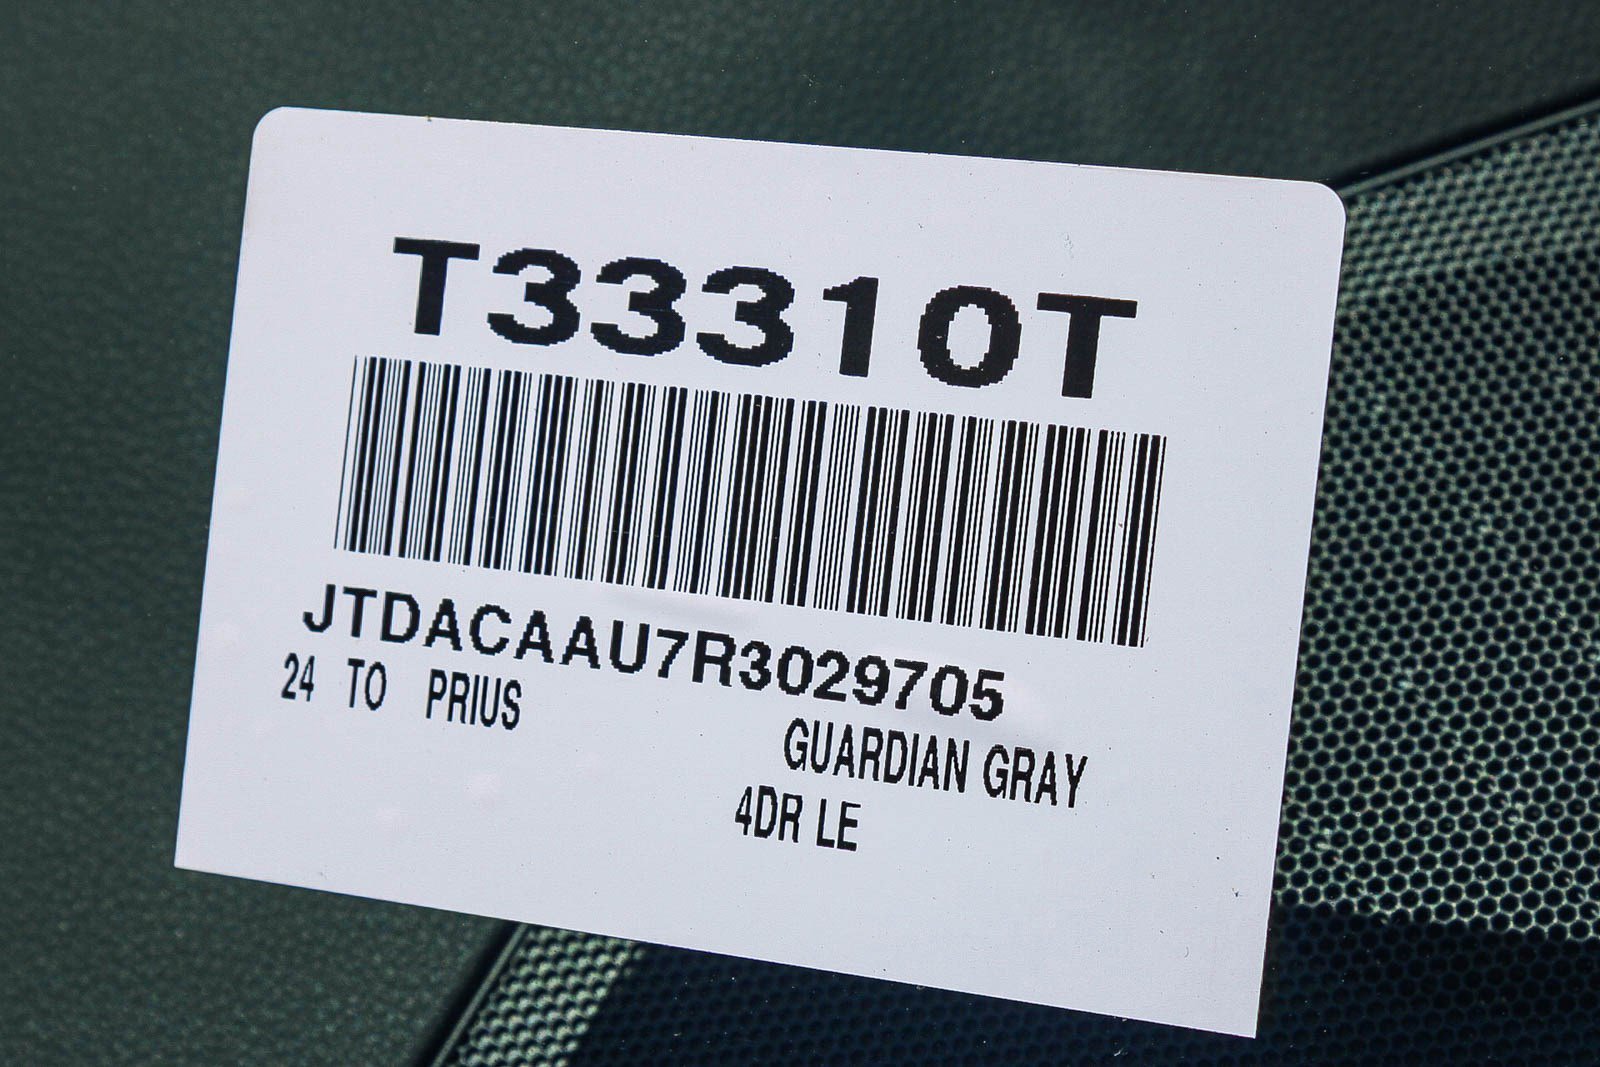 T33310T
JTDACAAU7R3029705
24 TO PRIUS
GUARDIAN GRAY
4DR LE